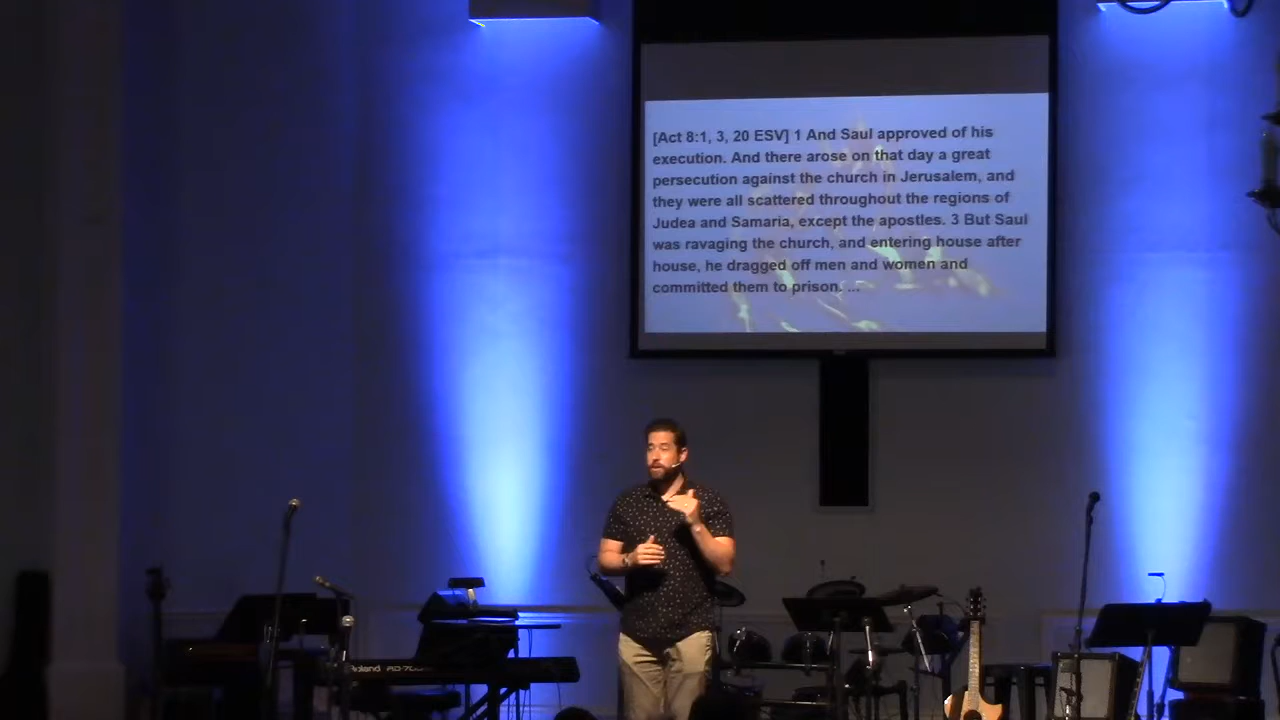 [Act 8:1, 3, 20 ESV] 1 And Saul approved of his
execution. And there arose on that day a great
persecution against the church in Jerusalem, and
they were all scattered throughout the regions of
Judea and Samaria, except the apostles. 3 But Saul
was ravaging the church, and entering house after
house, he dragged off men and women and
committed them to prison. ...
Roland RD-700